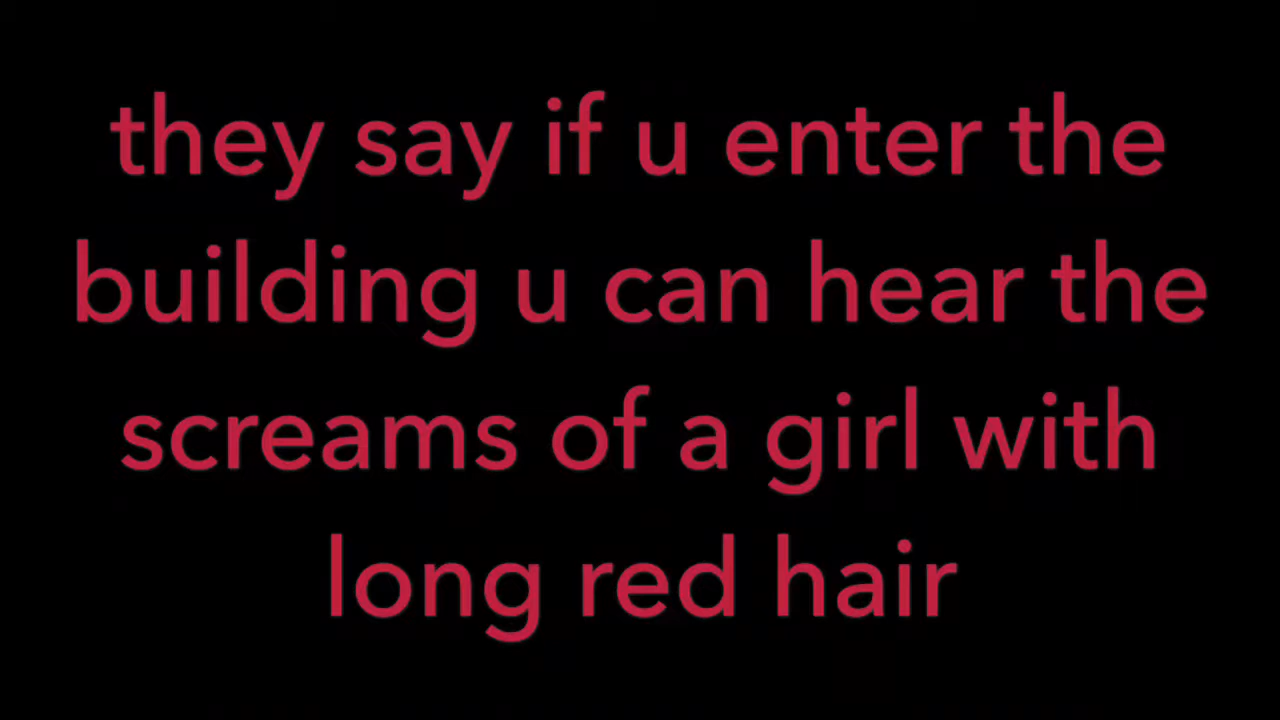 they say if u enter the
building u can hear the
screams of a girl with
long red hair